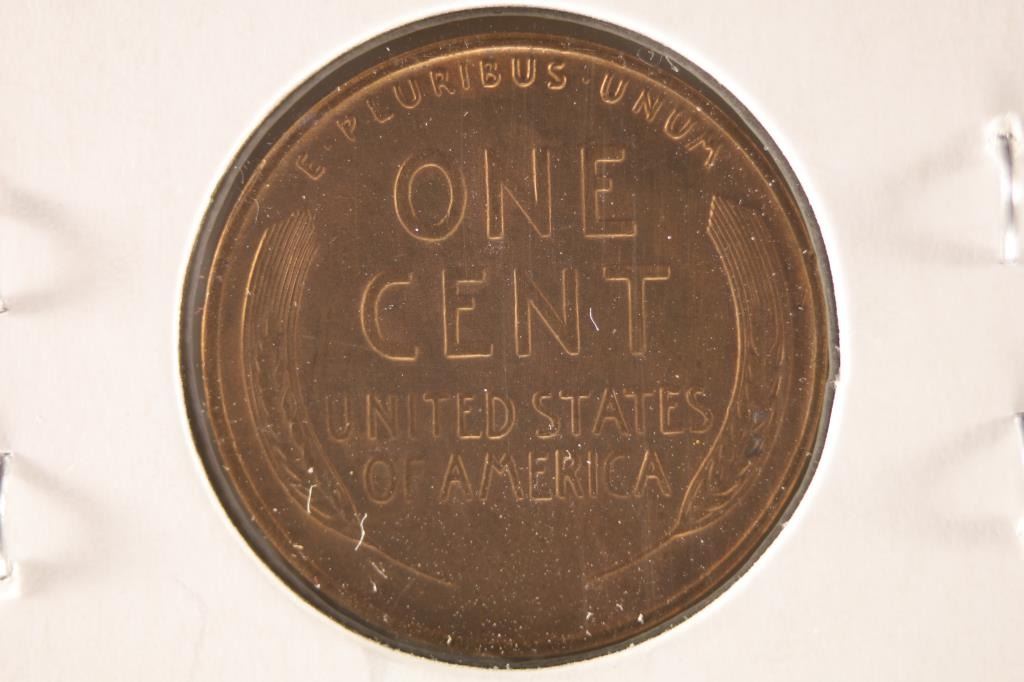 E · PLURIBUS · UNUM
ONE
CENT
UNITED STATES
OF AMERICA